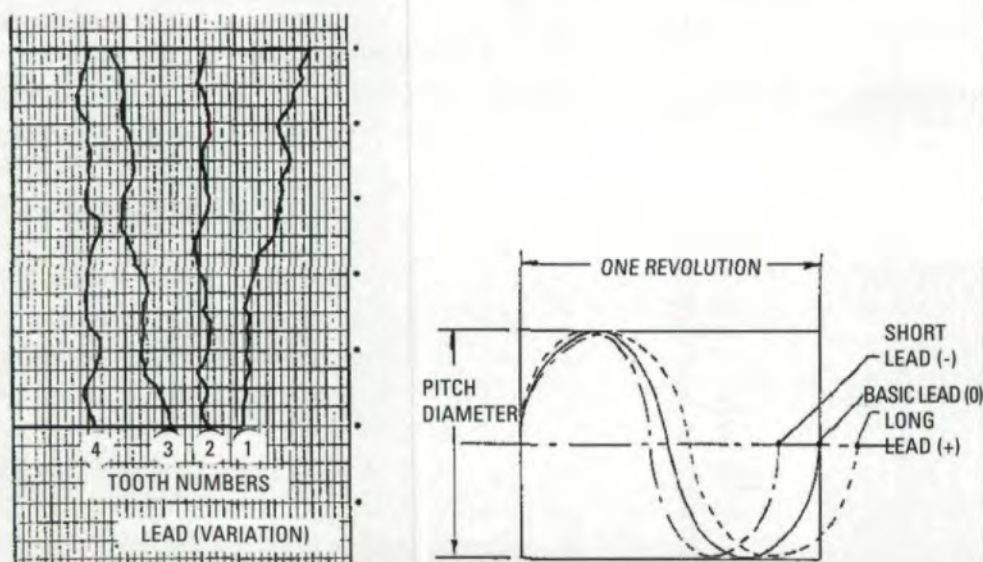 4 3 2 1
TOOTH NUMBERS
LEAD (VARIATION)
ONE REVOLUTION
PITCH
DIAMETER
SHORT
LEAD (-)
BASIC LEAD (0)
LONG
LEAD (+)